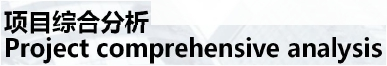 项目综合分析
Project comprehensive analysis